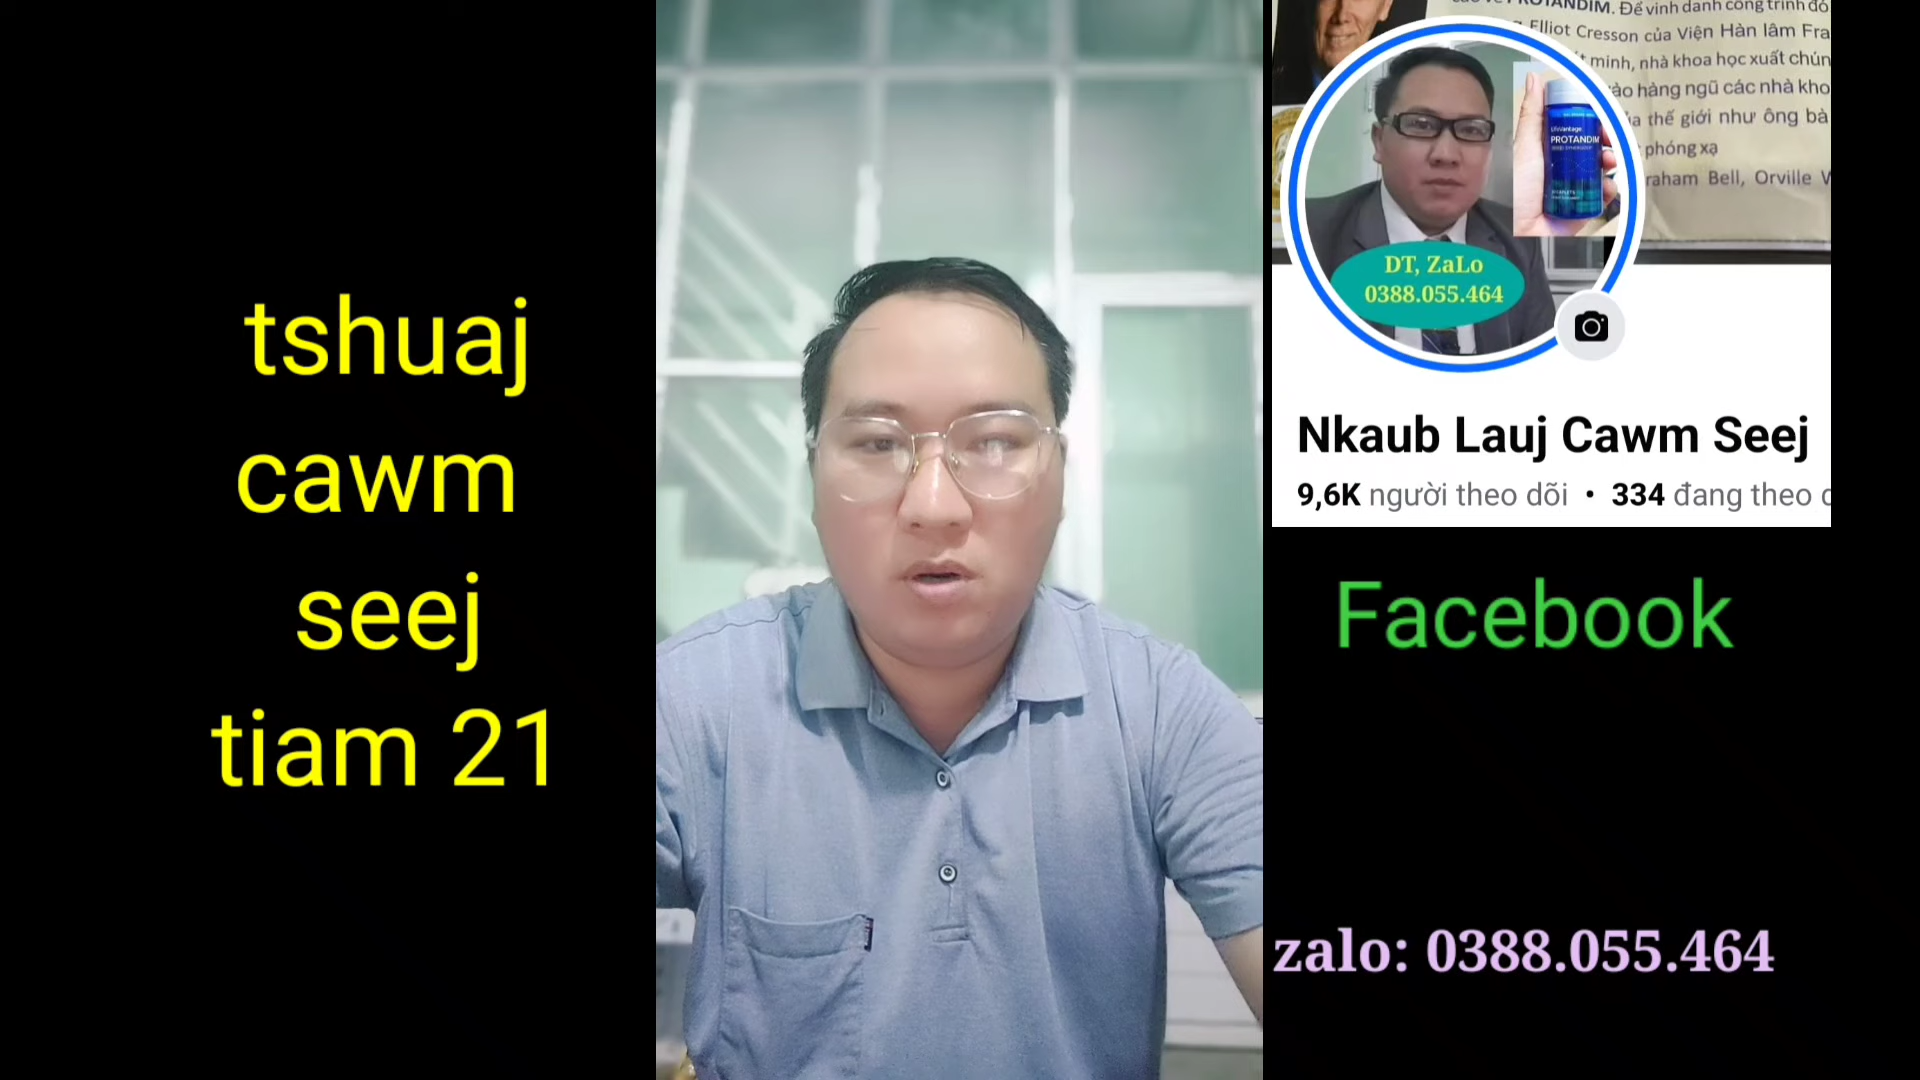 tshuaj
cawm
seej
tiam 21
PROTANDIM. Để vinh danh công trình đó
Elliot Cresson của Viện Hàn lâm Fra
minh, nhà khoa học xuất chún
ào hàng ngũ các nhà kho
thế giới như ông bà
phóng xạ
raham Bell, Orville
LifeVantage
PROTANDIM
DT, ZaLo
0388.055.464
Nkaub Lauj Cawm Seej
9,6K người theo dõi • 334 đang theo
Facebook
zalo: 0388.055.464